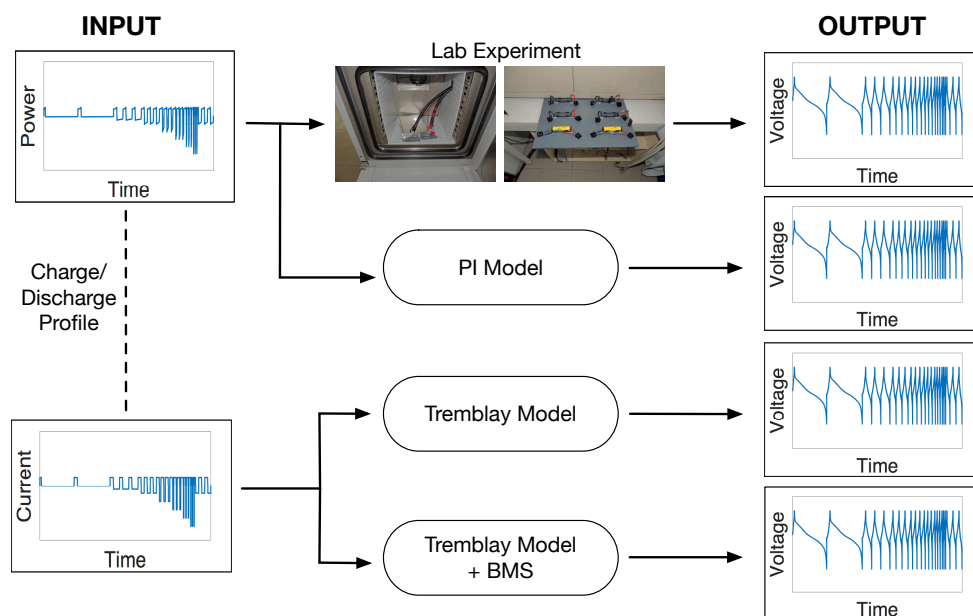 INPUT
OUTPUT
Lab Experiment
Power
Time
Voltage
Time
Charge/
Discharge
Profile
PI Model
Voltage
Time
Tremblay Model
Voltage
Time
Current
Time
Tremblay Model
+ BMS
Voltage
Time